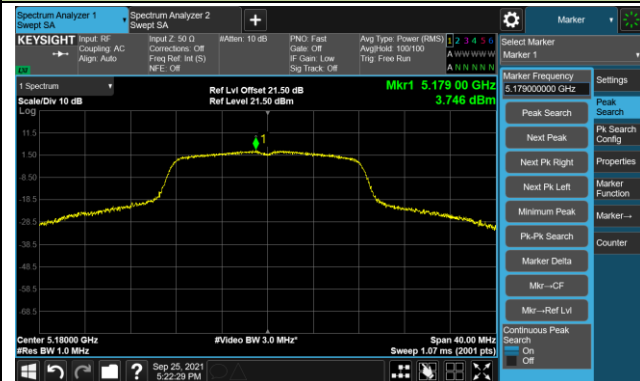 Spectrum Analyzer 1
Swept SA
Spectrum Analyzer 2
Swept SA
+
Marker
KEYSIGHT
Input: RF
Coupling: AC
Align: Auto
Input Z: 50 Ω
Corrections: Off
Freq Ref: Int (S)
NFE: Off
#Atten: 10 dB
PNO: Fast
Gate: Off
IF Gain: Low
Sig Track: Off
Avg Type: Power (RMS)
Avg|Hold: 100/100
Trig: Free Run
1 2 3 4 5 6
A W W W W W
A N N N N N
Select Marker
Marker 1
1 Spectrum
Scale/Div 10 dB
Log
Ref Lvl Offset 21.50 dB
Ref Level 21.50 dBm
Mkr1 5.179 00 GHz
3.746 dBm
11.5
1.50
-8.50
-18.5
-28.5
-38.5
-48.5
-58.5
-68.5
1
Center 5.18000 GHz
#Res BW 1.0 MHz
#Video BW 3.0 MHz*
Span 40.00 MHz
Sweep 1.07 ms (2001 pts)
Marker Frequency
5.179000000 GHz
Peak Search
Next Peak
Next Pk Right
Next Pk Left
Minimum Peak
Pk-Pk Search
Marker Delta
Mkr→CF
Mkr→Ref Lvl
Continuous Peak
Search
On
Off
Settings
Peak
Search
Pk Search
Config
Properties
Marker
Function
Marker→
Counter
?
Sep 25, 2021
5:22:29 PM